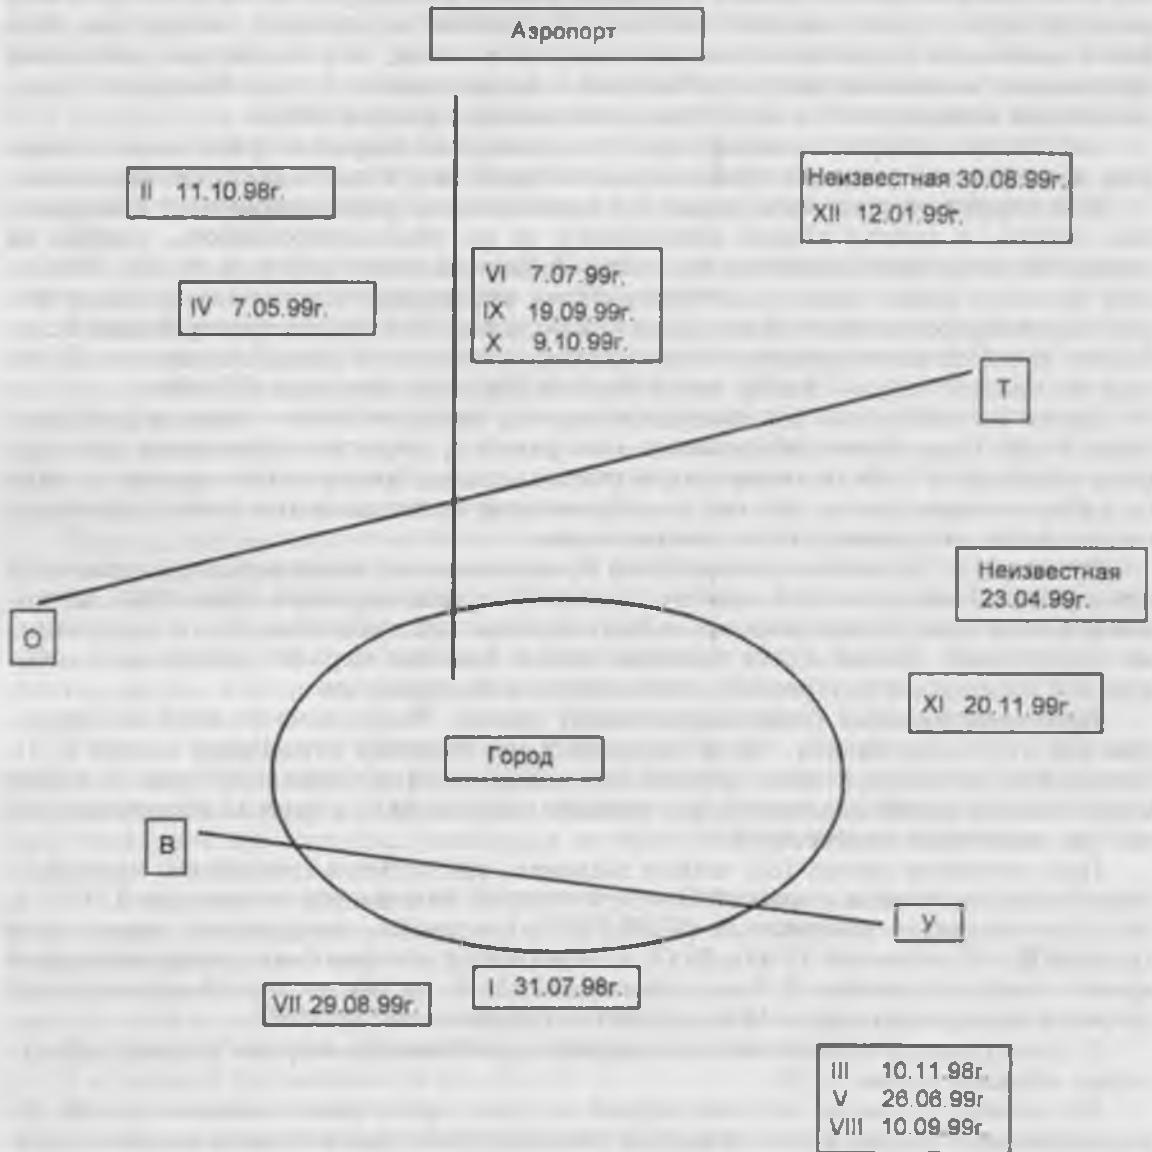 Аэропорт
II 11.10.98г.
Неизвестная 30.08.99г.
XII 12.01.99г.
IV 7.05.99г.
VI 7.07.99г.
IX 19.09.99г.
X 9.10.99г.
Т
О
Неизвестная
23.04.99г.
XI 20.11.99г.
Город
В
У
VII 29.08.99г.
I 31.07.98г.
III 10.11.98г.
V 26.06.99г
VIII 10.09.99г.